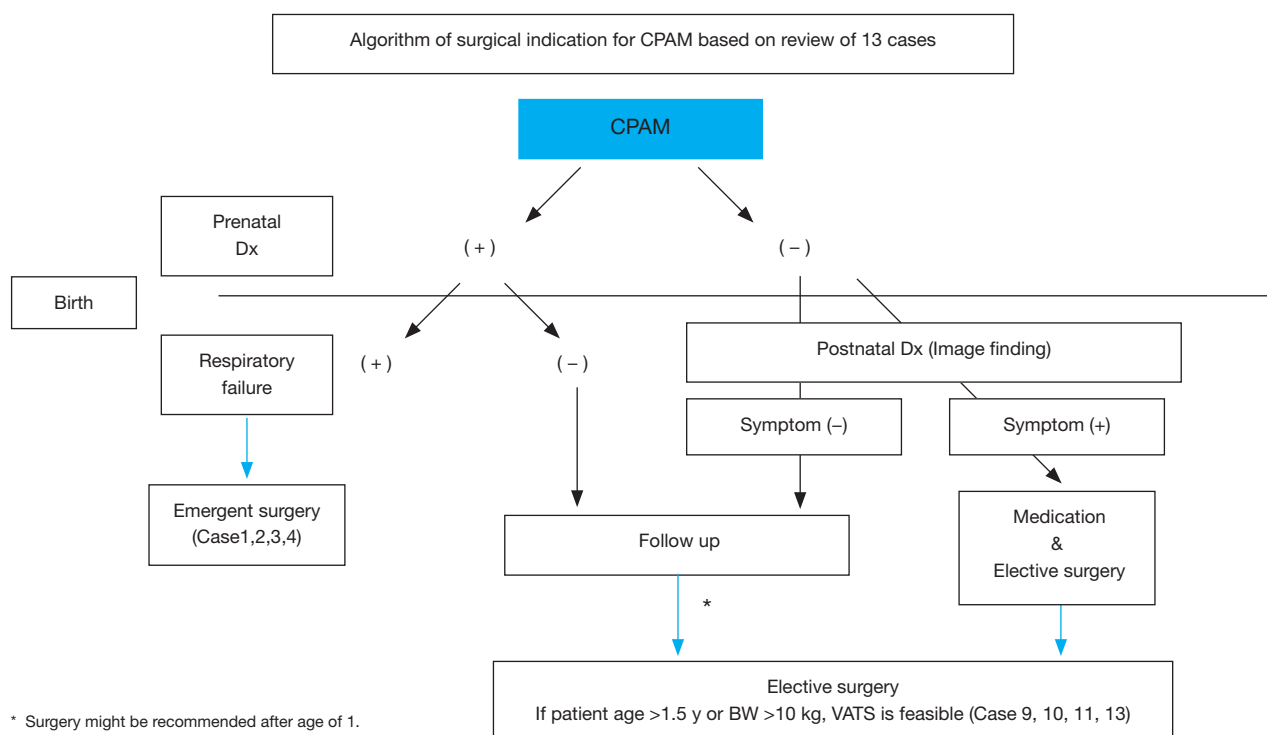 Algorithm of surgical indication for CPAM based on review of 13 cases
CPAM
Prenatal
Dx
( + )
( – )
Birth
Respiratory
failure
( + )
( – )
Postnatal Dx (Image finding)
Symptom (–)
Symptom (+)
Emergent surgery
(Case1,2,3,4)
Follow up
Medication
&
Elective surgery
*
Elective surgery
If patient age >1.5 y or BW >10 kg, VATS is feasible (Case 9, 10, 11, 13)
* Surgery might be recommended after age of 1.